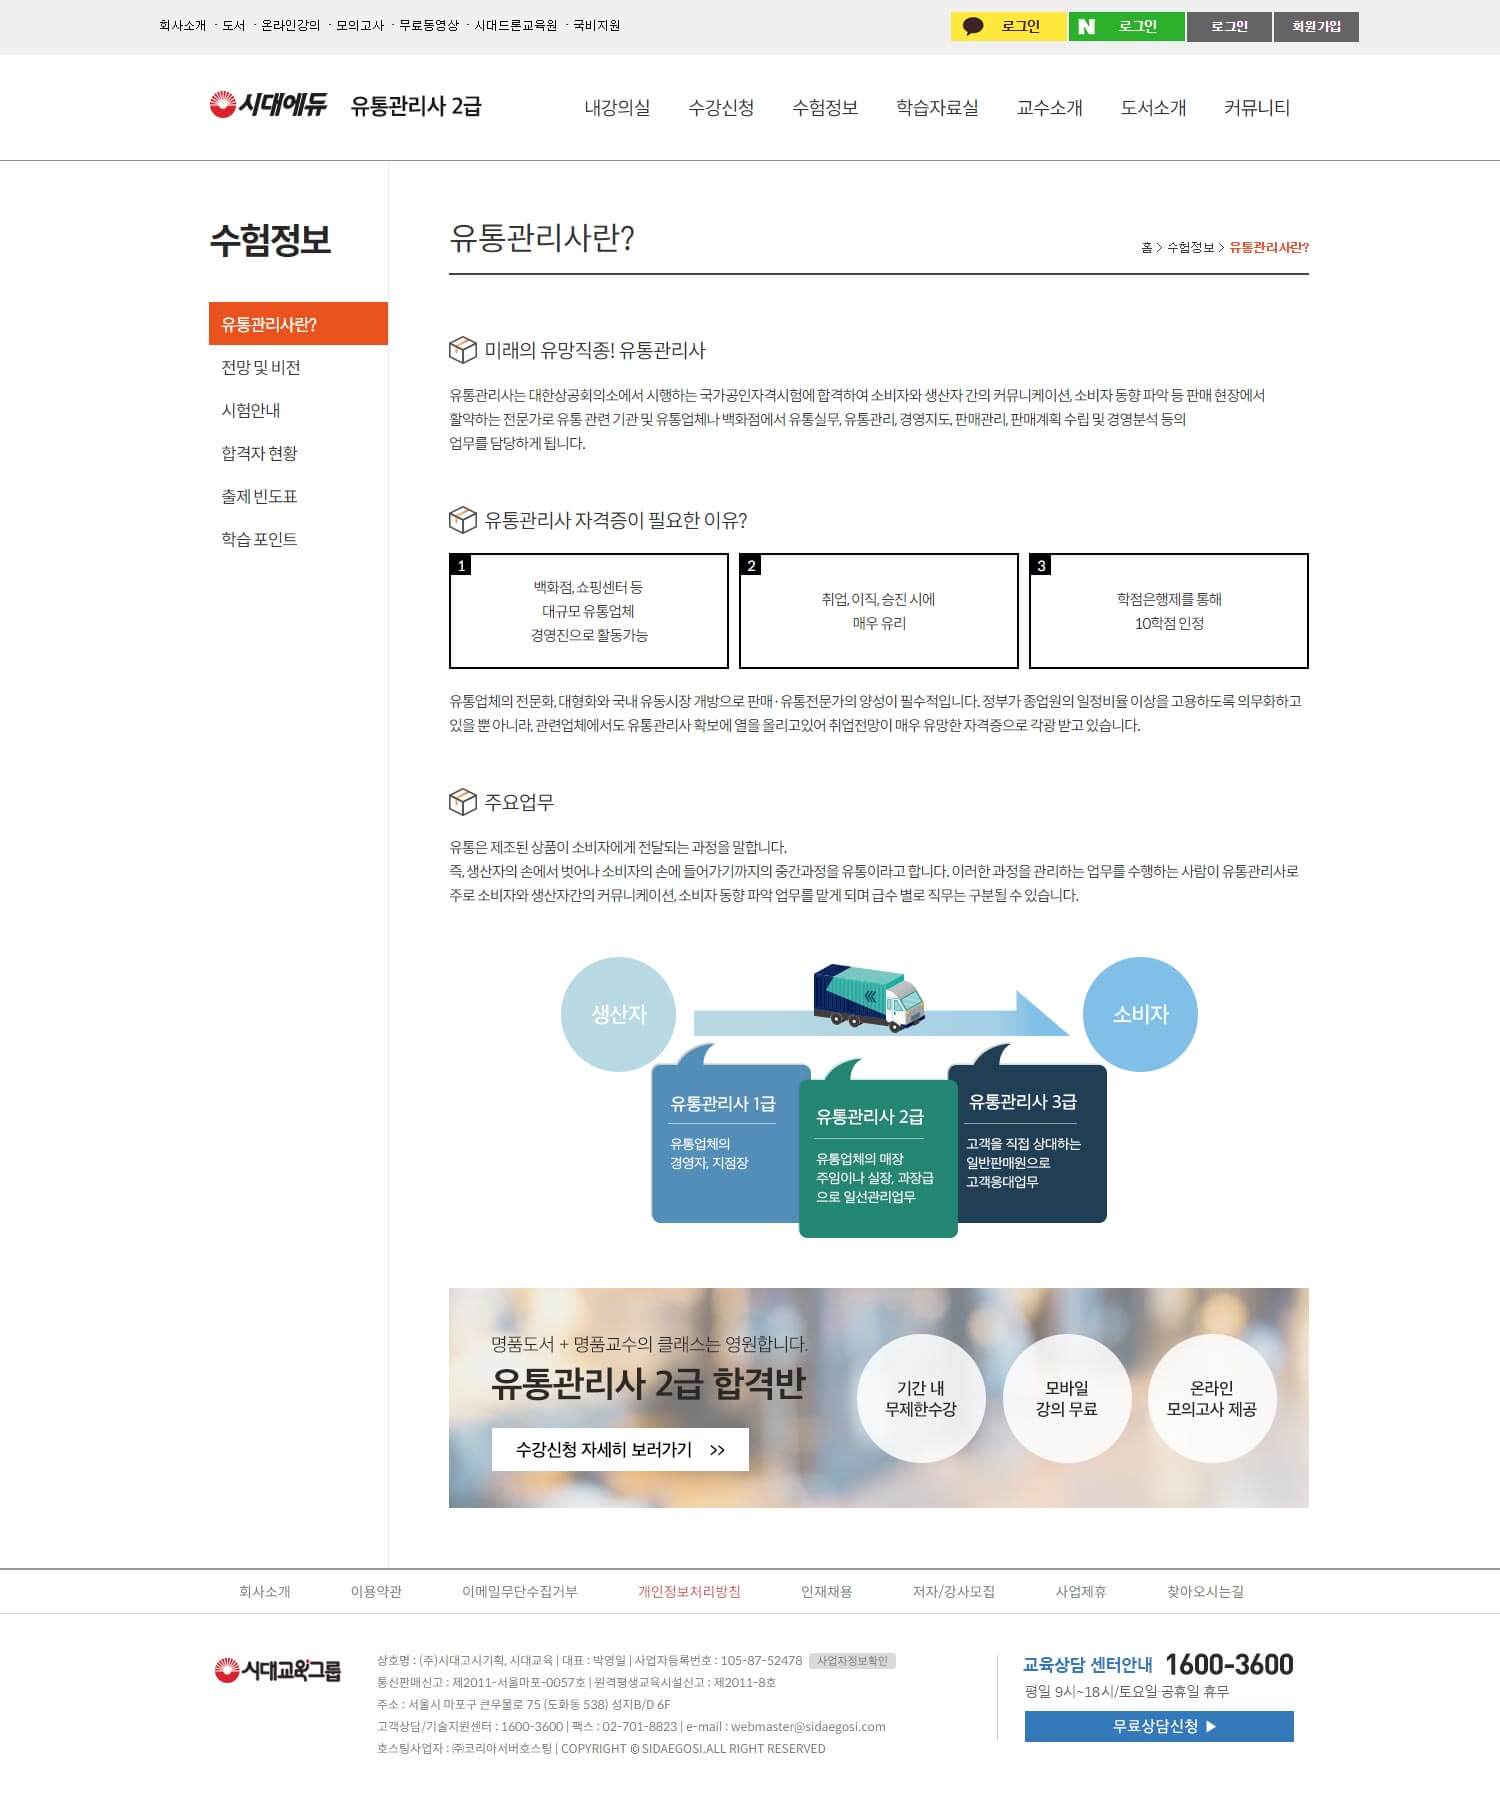 회사소개 · 도서 · 온라인강의 · 모의고사 · 무료동영상 · 시대드론교육원 · 국비지원
로그인
N 로그인
로그인
회원가입
시대에듀 유통관리사 2급
내강의실 수강신청 수험정보 학습자료실 교수소개 도서소개 커뮤니티
수험정보
유통관리사란?
전망 및 비전
시험안내
합격자 현황
출제 빈도표
학습 포인트
유통관리사란?
홈 > 수험정보 > 유통관리사란?
미래의 유망직종! 유통관리사
유통관리사는 대한상공회의소에서 시행하는 국가공인자격시험에 합격하여 소비자와 생산자 간의 커뮤니케이션, 소비자 동향 파악 등 판매 현장에서
활약하는 전문가로 유통 관련 기관 및 유통업체나 백화점에서 유통실무, 유통관리, 경영지도, 판매관리, 판매계획 수립 및 경영분석 등의
업무를 담당하게 됩니다.
유통관리사 자격증이 필요한 이유?
1
백화점, 쇼핑센터 등
대규모 유통업체
경영진으로 활동가능
2
취업, 이직, 승진 시에
매우 유리
3
학점은행제를 통해
10학점 인정
유통업체의 전문화, 대형화와 국내 유동시장 개방으로 판매 · 유통전문가의 양성이 필수적입니다. 정부가 종업원의 일정비율 이상을 고용하도록 의무화하고
있을 뿐 아니라, 관련업체에서도 유통관리사 확보에 열을 올리고있어 취업전망이 매우 유망한 자격증으로 각광 받고 있습니다.
주요업무
유통은 제조된 상품이 소비자에게 전달되는 과정을 말합니다.
즉, 생산자의 손에서 벗어나 소비자의 손에 들어가기까지의 중간과정을 유통이라고 합니다. 이러한 과정을 관리하는 업무를 수행하는 사람이 유통관리사로
주로 소비자와 생산자간의 커뮤니케이션, 소비자 동향 파악 업무를 맡게 되며 급수 별로 직무는 구분될 수 있습니다.
생산자
소비자
유통관리사 1급
유통업체의
경영자, 지점장
유통관리사 2급
유통업체의 매장
주임이나 실장, 과장급
으로 일선관리업무
유통관리사 3급
고객을 직접 상대하는
일반판매원으로
고객응대업무
명품도서 + 명품교수의 클래스는 영원합니다.
유통관리사 2급 합격반
수강신청 자세히 보러가기 >>
기간 내
무제한수강
모바일
강의 무료
온라인
모의고사 제공
회사소개 이용약관 이메일무단수집거부 개인정보처리방침 인재채용 저자/강사모집 사업제휴 찾아오시는길
시대교육그룹
상호명 : (주)시대고시기획, 시대교육 | 대표 : 박영일 | 사업자등록번호 : 105-87-52478 사업자정보확인
통신판매신고 : 제2011-서울마포-0057호 | 원격평생교육시설신고 : 제2011-8호
주소 : 서울시 마포구 큰우물로 75 (도화동 538) 성지B/D 6F
고객상담/기술지원센터 : 1600-3600 | 팩스 : 02-701-8823 | e-mail : webmaster@sidaegosi.com
호스팅사업자 : ㈜코리아서버호스팅 | COPYRIGHT © SIDAEGOSI.ALL RIGHT RESERVED
교육상담 센터안내 1600-3600
평일 9시~18시/토요일·공휴일 휴무
무료상담신청 ▶